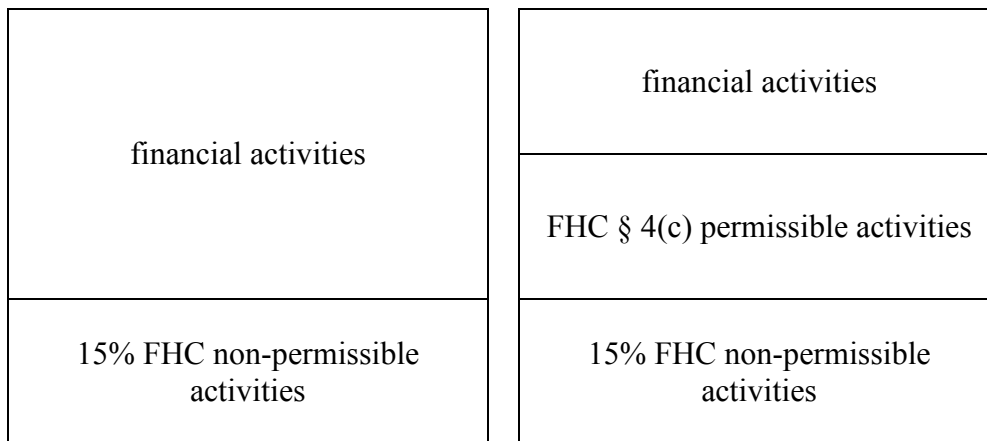 financial activities
15% FHC non-permissible
activities
financial activities
FHC § 4(c) permissible activities
15% FHC non-permissible
activities